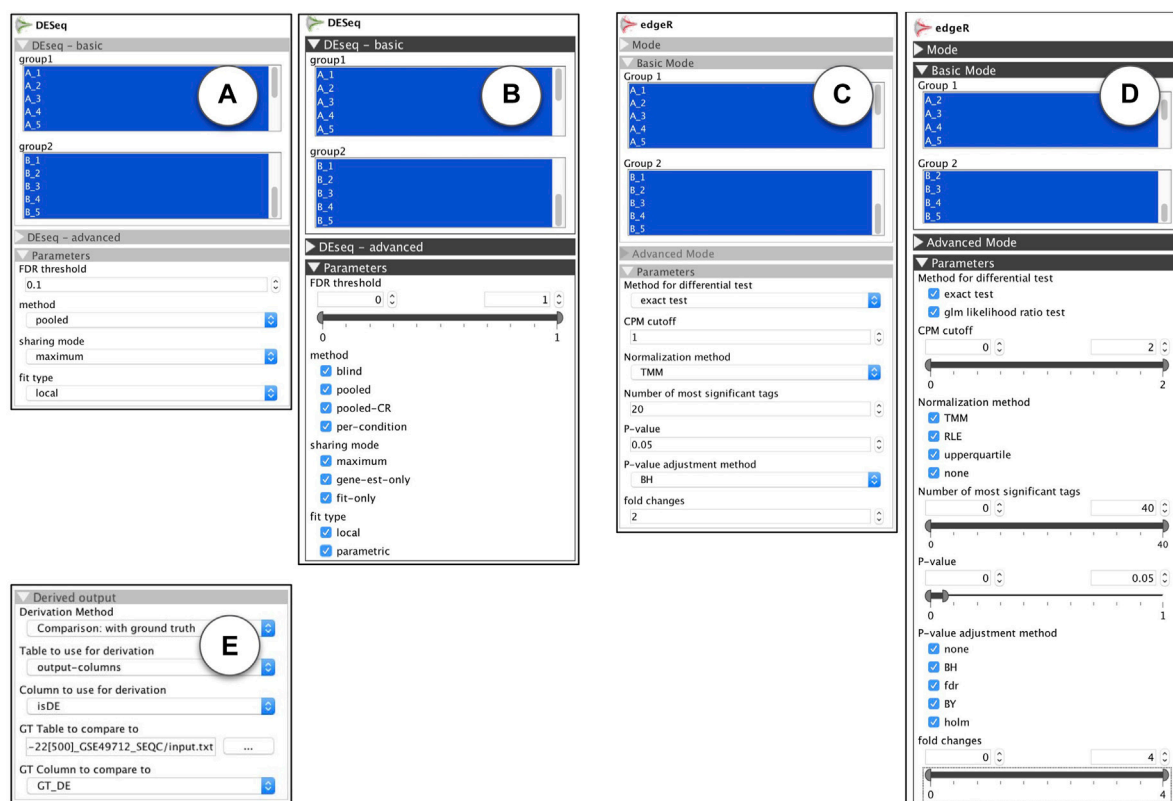 DESeq
DEseq - basic
group1
A_1
A_2
A_3
A_4
A_5
A
group2
B_1
B_2
B_3
B_4
B_5
DEseq - advanced
Parameters
FDR threshold
0.1
method
pooled
sharing mode
maximum
fit type
local
DESeq
DEseq - basic
group1
A_1
A_2
A_3
A_4
A_5
B
group2
B_1
B_2
B_3
B_4
B_5
DEseq - advanced
Parameters
FDR threshold
0 1
0 1
method
blind
pooled
pooled-CR
per-condition
sharing mode
maximum
gene-est-only
fit-only
fit type
local
parametric
edgeR
Mode
Basic Mode
Group 1
A_1
A_2
A_3
A_4
A_5
C
Group 2
B_1
B_2
B_3
B_4
B_5
Advanced Mode
Parameters
Method for differential test
exact test
CPM cutoff
1
Normalization method
TMM
Number of most significant tags
20
P-value
0.05
P-value adjustment method
BH
fold changes
2
edgeR
Mode
Basic Mode
Group 1
A_2
A_3
A_4
A_5
D
Group 2
B_2
B_3
B_4
B_5
Advanced Mode
Parameters
Method for differential test
exact test
glm likelihood ratio test
CPM cutoff
0 2
0 2
Normalization method
TMM
RLE
upperquartile
none
Number of most significant tags
0 40
0 40
P-value
0 0.05
0 1
P-value adjustment method
none
BH
fdr
BY
holm
fold changes
0 4
0 4
Derived output
Derivation Method
Comparison: with ground truth
E
Table to use for derivation
output-columns
Column to use for derivation
isDE
GT Table to compare to
-22[500]_GSE49712_SEQC/input.txt ...
GT Column to compare to
GT_DE